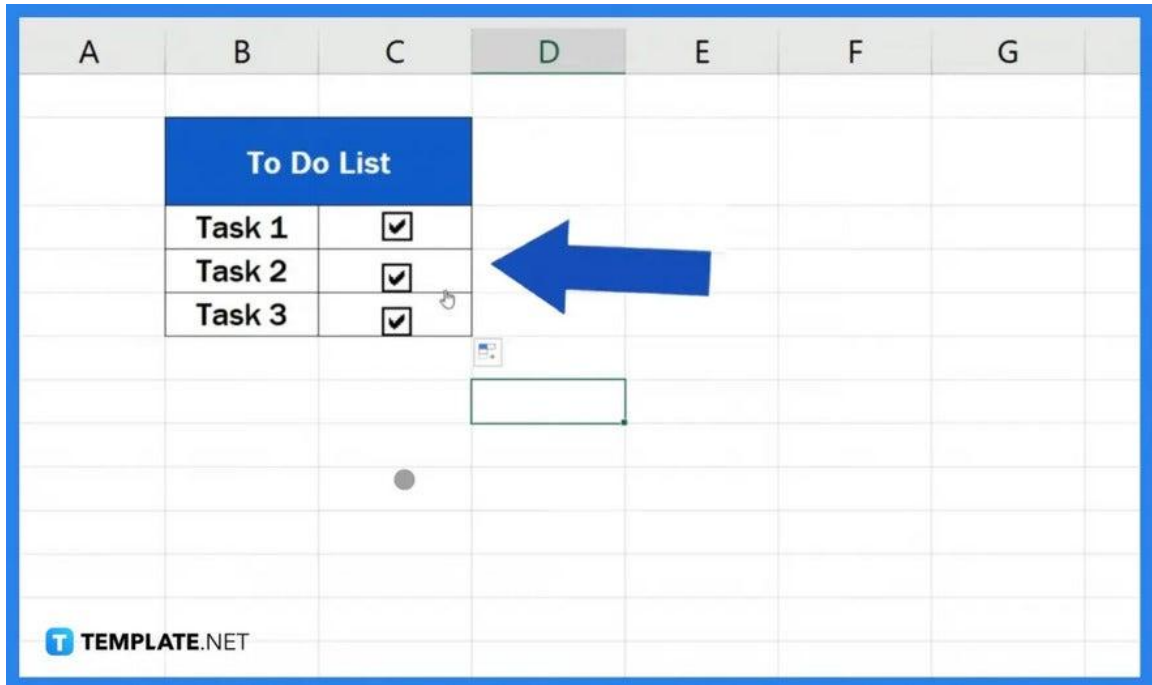 A B C D E F G
To Do List
Task 1
Task 2
Task 3
T TEMPLATE.NET